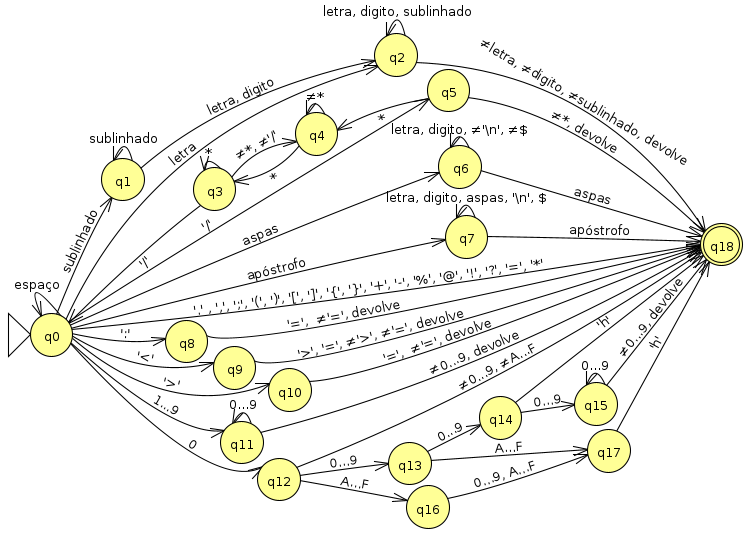 letra, digito, sublinhado
q2
≠letra, ≠digito, ≠sublinhado, devolve
letra, digito
q5
≠*
*
≠*, devolve
q4
letra, digito, ≠'\n', ≠$
sublinhado
letra
*
≠*, ≠'/'
q6
q1
q3
*
aspas
letra, digito, aspas, '\n', $
'/'
sublinhado
aspas
q7
apóstrofo
q18
'/'
apóstrofo
espaço
q0
'+', '-', '%', '@', '!', '?', '=', '*'
':'
q8
'=', ≠'=', devolve
'<'
q9
'>', '=', ≠'>', ≠'=', devolve
'>'
q10
'=', ≠'=', devolve
1...9
0...9
q11
≠0...9, devolve
≠0...9, ≠A...F
'h'
≠0...9, devolve
'h'
0
q12
0...9
q13
0...9
q14
0...9
0...9
q15
A...F
q16
A...F
0...9, A...F
q17